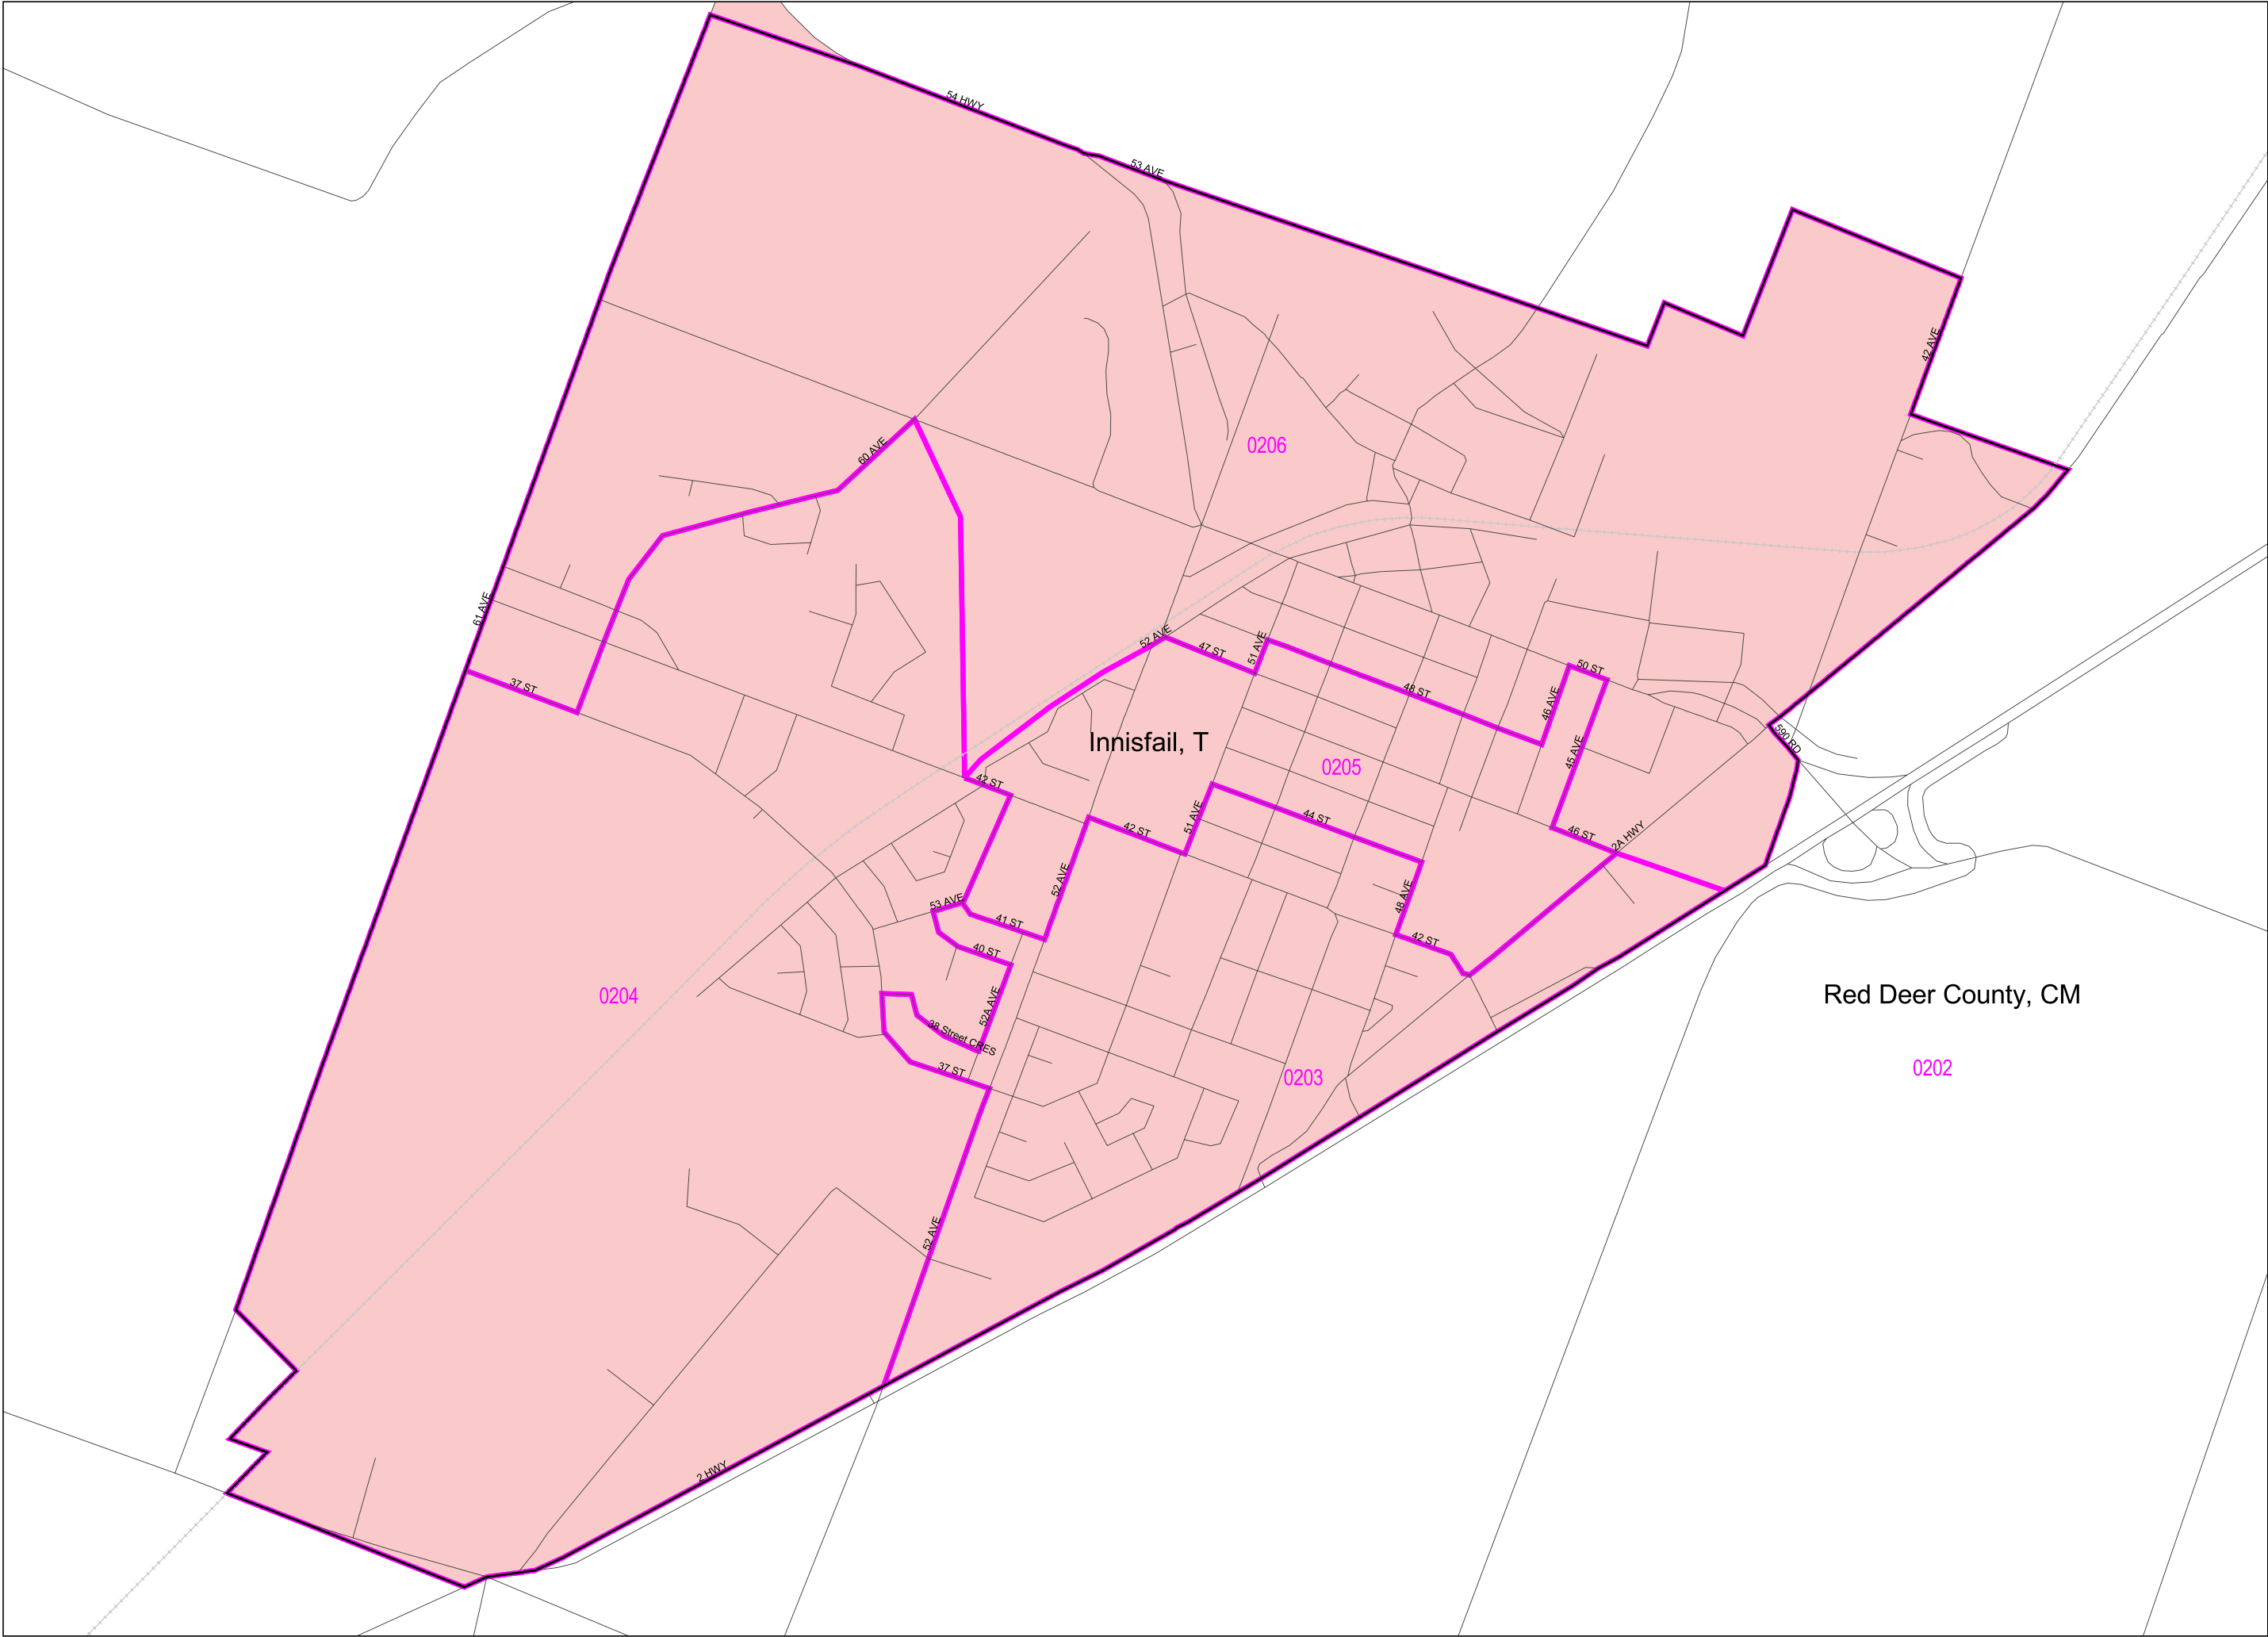 54 HWY
53 AVE
42 AVE
0206
60 AVE
61 AVE
52 AVE
47 ST
51 AVE
37 ST
48 ST
50 ST
46 AVE
45 AVE
590 RD
Innisfail, T
0205
42 ST
44 ST
51 AVE
42 ST
46 ST
2A HWY
52 AVE
48 AVE
53 AVE
41 ST
42 ST
40 ST
0204
52A AVE
38 Street CRES
37 ST
0203
Red Deer County, CM
0202
52 AVE
2 HWY